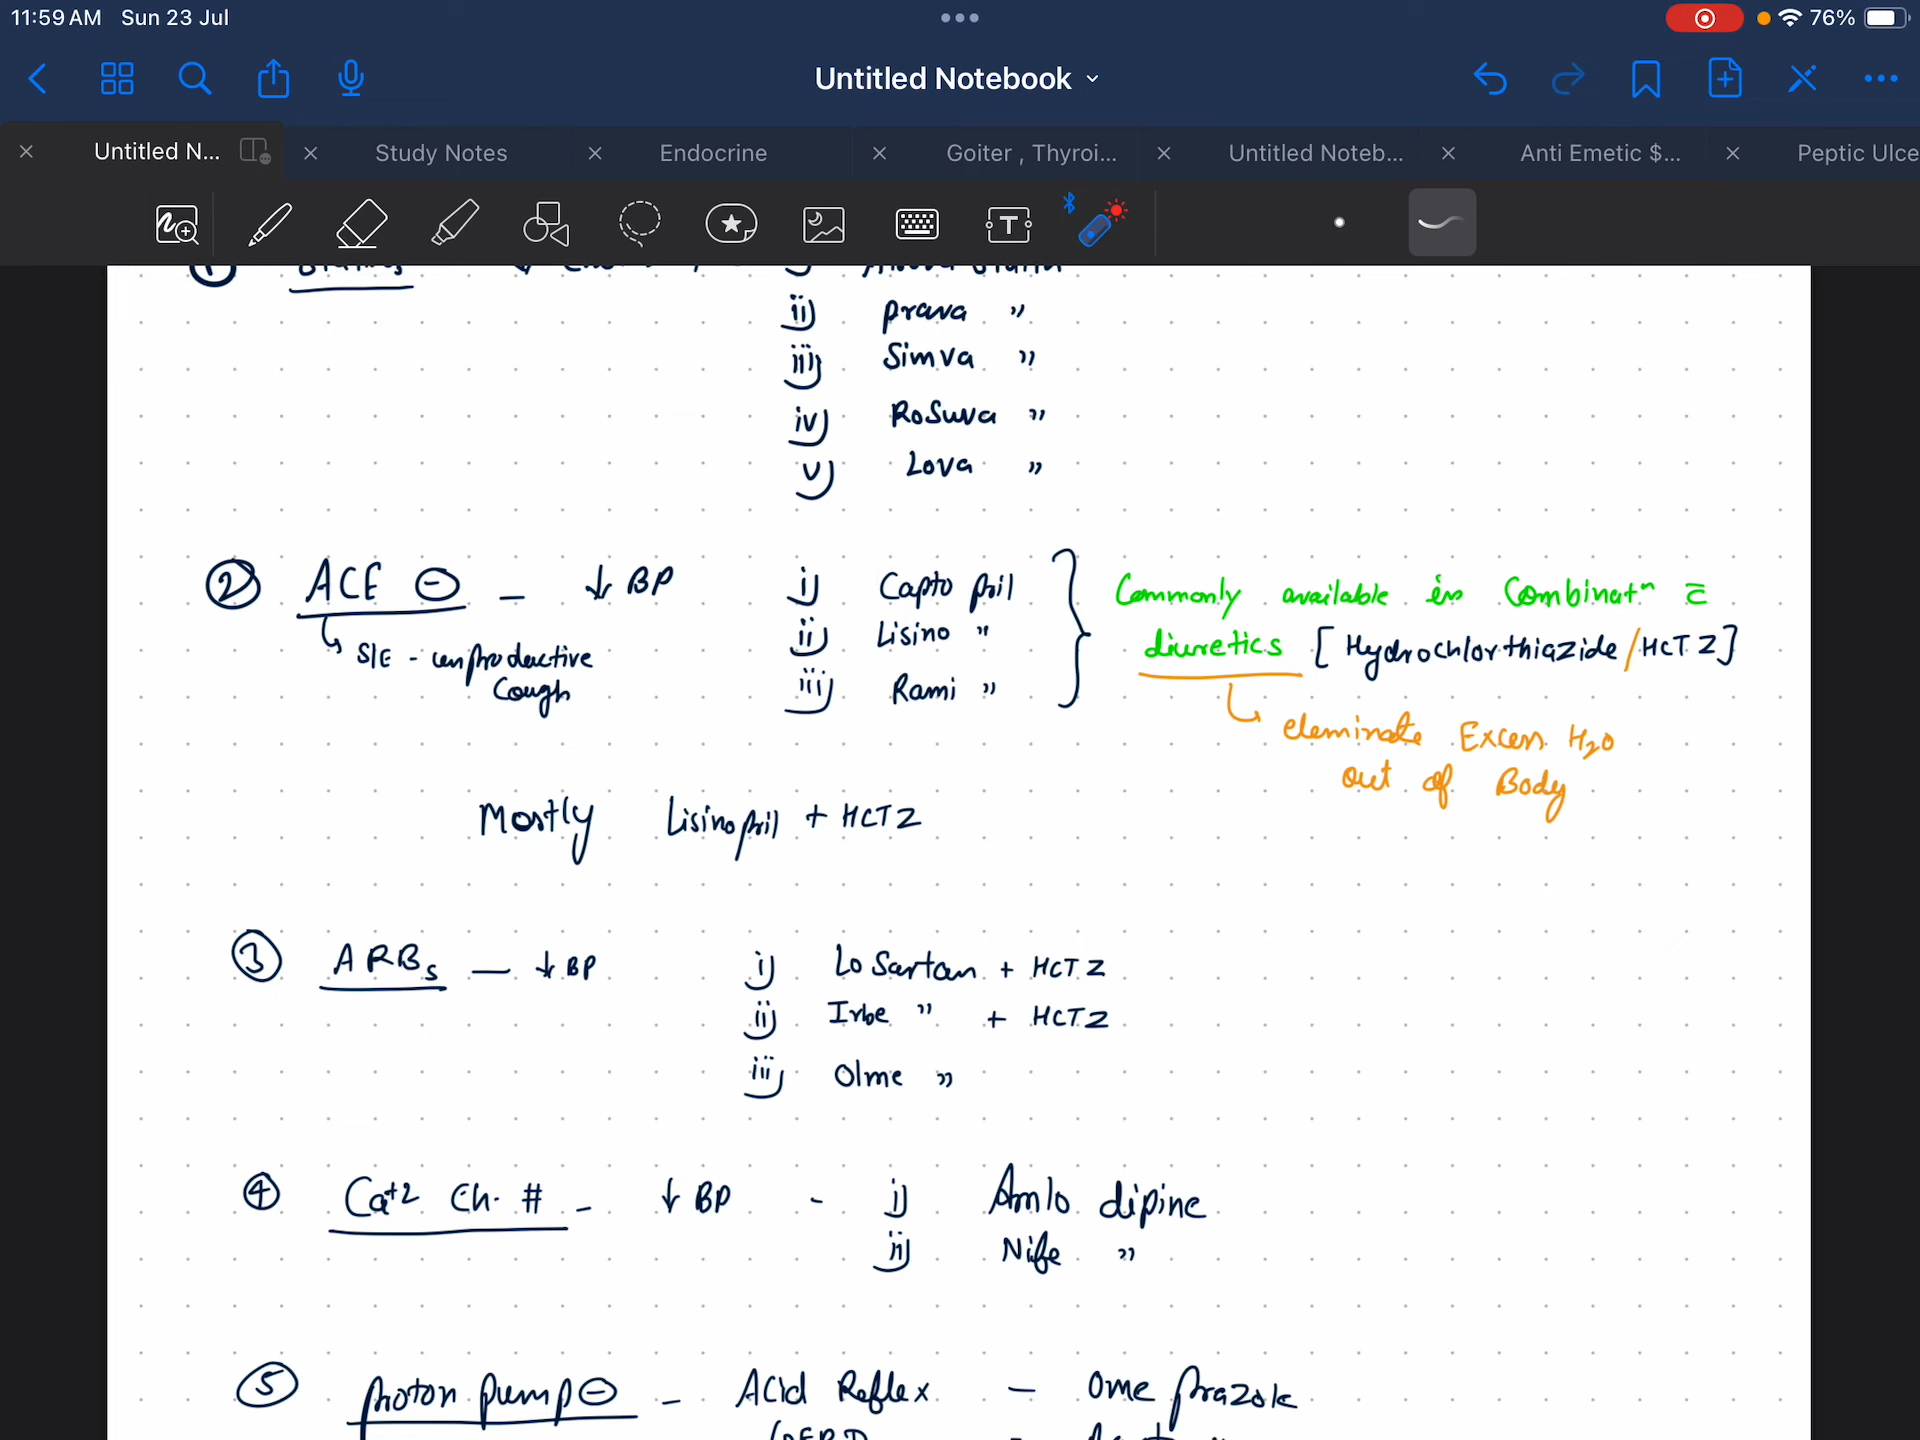 11:59 AM Sun 23 Jul 76%
Untitled Notebook
Untitled N... Study Notes Endocrine Goiter , Thyroi... Untitled Noteb... Anti Emetic $... Peptic Ulce
ii) Prava "
iii) Simva "
iv) RoSuva "
v) Lova "
② ACE ⊖ - ↓ BP i) Capto pril } Commonly available in Combinatn c̄
S/E - unproductive Cough ii) Lisino " diuretics [Hydrochlorthiazide/HCTZ]
iii) Rami " ↳ eleminate Excess H2O
out of Body
Mostly Lisinopril + HCTZ
③ ARBs — ↓ BP i) Lo Sartan + HCTZ
ii) Irbe " + HCTZ
iii) Olme "
④ Ca+2 Ch. # - ↓ BP - i) Amlo dipine
ii) Nife "
⑤ Proton pump ⊖ - Acid Reflex — Ome prazole